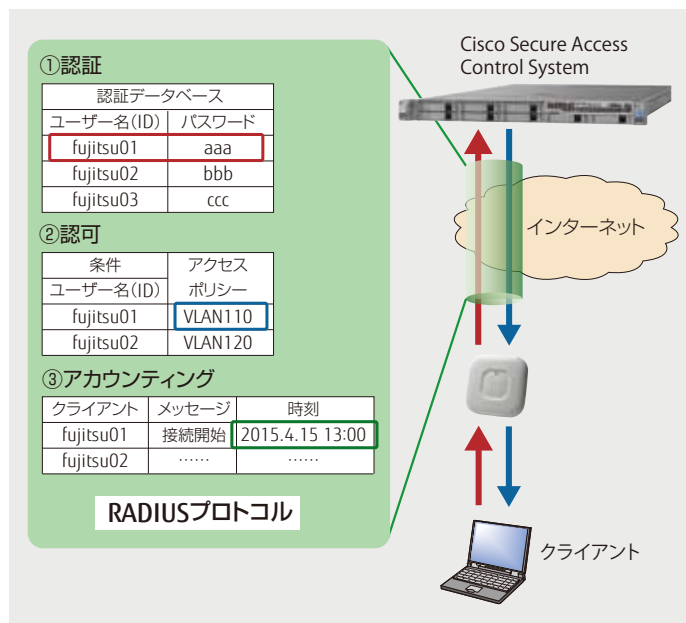 ①認証
認証データベース
ユーザー名(ID) パスワード
fujitsu01 aaa
fujitsu02 bbb
fujitsu03 ccc
②認可
条件 アクセス
ユーザー名(ID) ポリシー
fujitsu01 VLAN110
fujitsu02 VLAN120
③アカウンティング
クライアント メッセージ 時刻
fujitsu01 接続開始 2015.4.15 13:00
fujitsu02 …… ……
RADIUSプロトコル
Cisco Secure Access
Control System
インターネット
クライアント